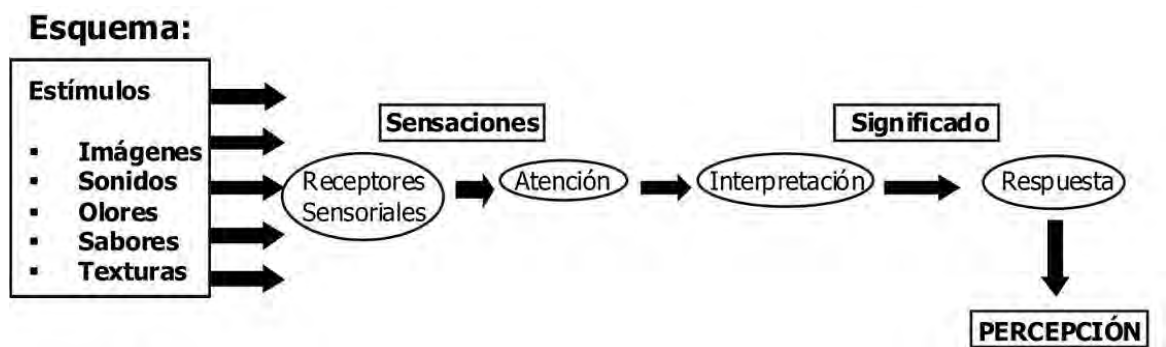 Esquema:
Estímulos
▪ Imágenes
▪ Sonidos
▪ Olores
▪ Sabores
▪ Texturas
Sensaciones
Significado
Receptores
Sensoriales
Atención
Interpretación
Respuesta
PERCEPCIÓN